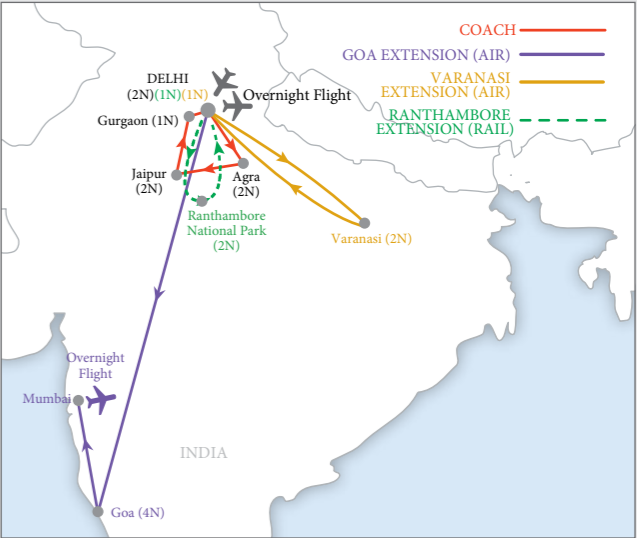 COACH
GOA EXTENSION (AIR)
VARANASI
EXTENSION (AIR)
RANTHAMBORE
EXTENSION (RAIL)
DELHI
(2N)(1N)(1N)
Overnight Flight
Gurgaon (1N)
Jaipur
(2N)
Agra
(2N)
Ranthambore
National Park
(2N)
Varanasi (2N)
Overnight
Flight
Mumbai
INDIA
Goa (4N)